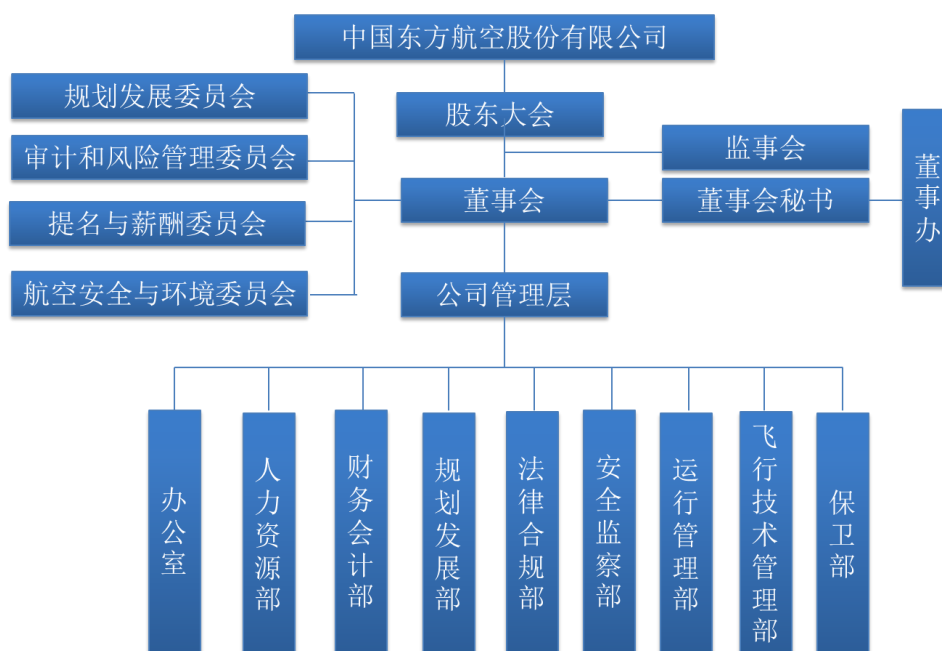 中国东方航空股份有限公司
规划发展委员会
股东大会
审计和风险管理委员会
监事会
提名与薪酬委员会
董事会
董事会秘书
董事办
航空安全与环境委员会
公司管理层
办公室
人力资源部
财务会计部
规划发展部
法律合规部
安全监察部
运行管理部
飞行技术管理部
保卫部